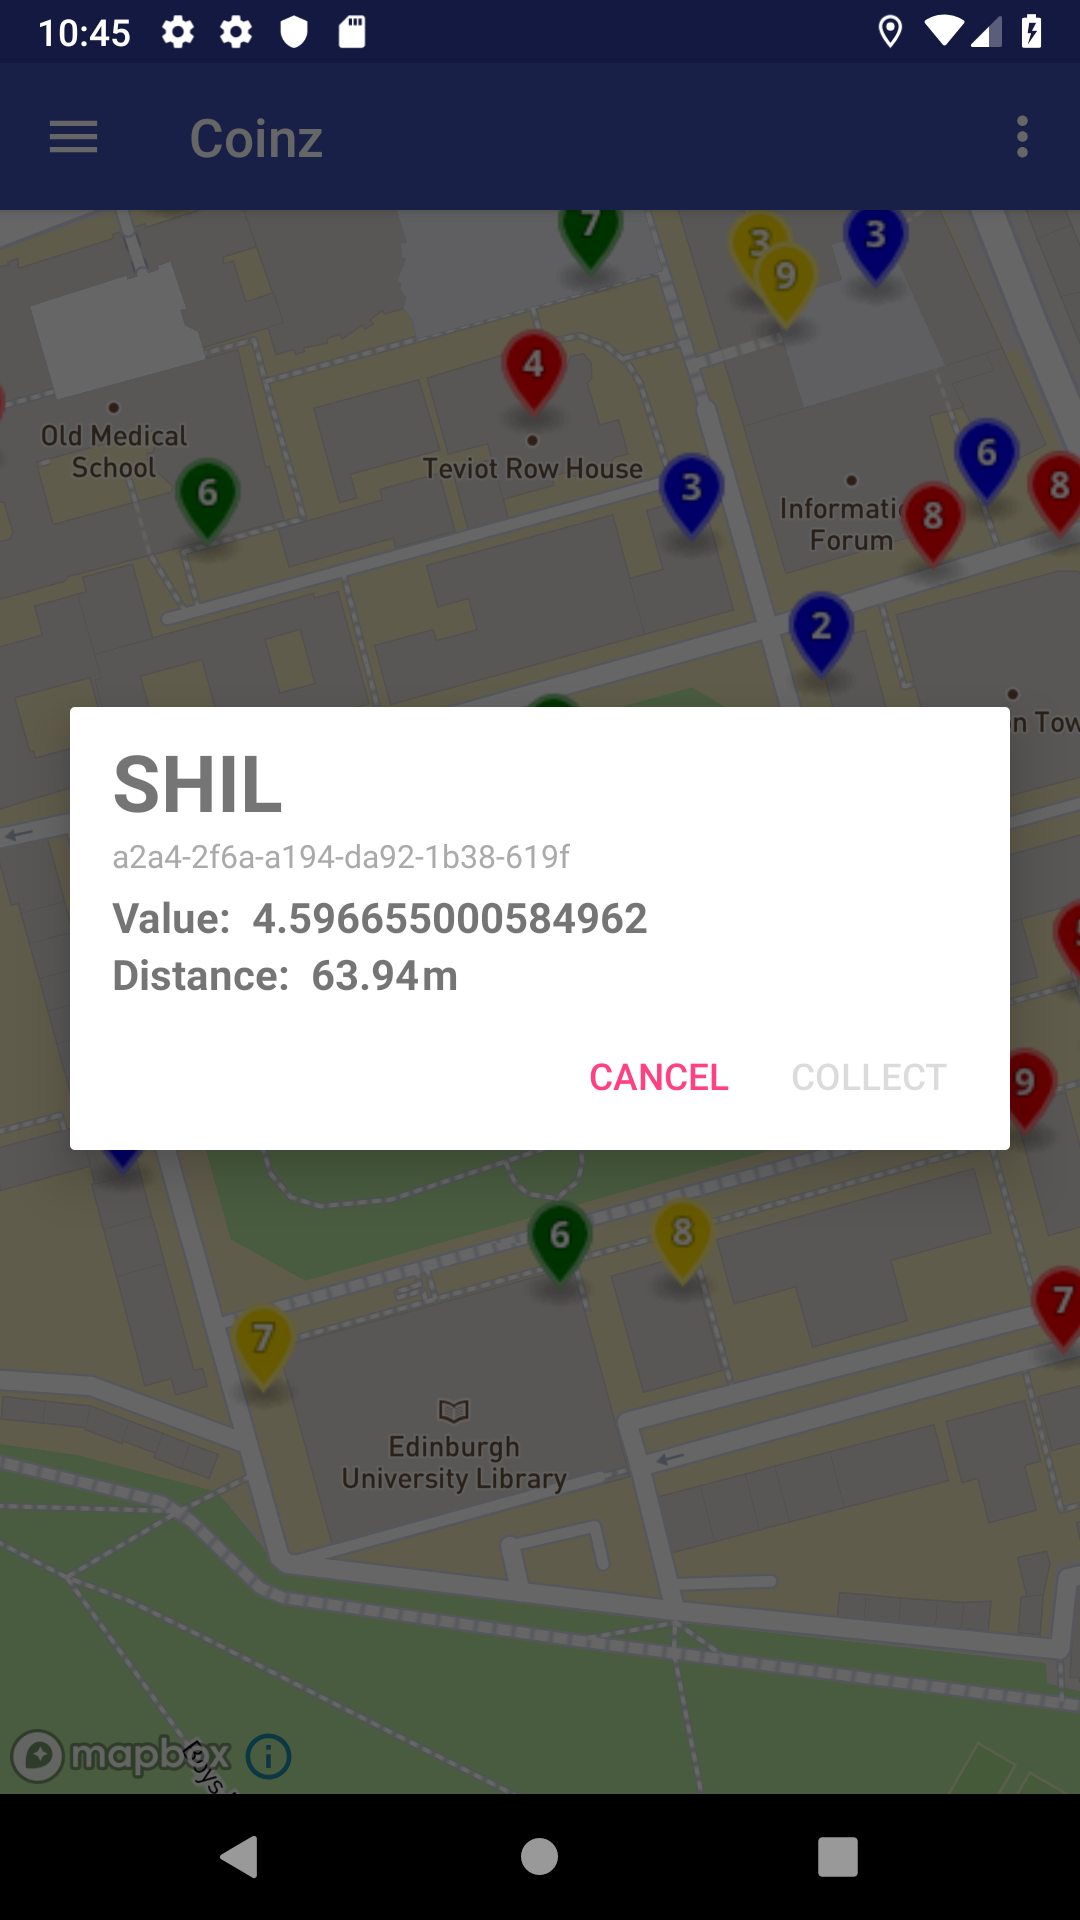 10:45
Coinz
7
3
3
9
4
Old Medical
School
Teviot Row House
6
6
3
8
8
Informati
Forum
2
n Tow
SHIL
a2a4-2f6a-a194-da92-1b38-619f
Value: 4.596655000584962
Distance: 63.94m
CANCEL
COLLECT
9
6
8
7
7
Edinburgh
University Library
mapbox